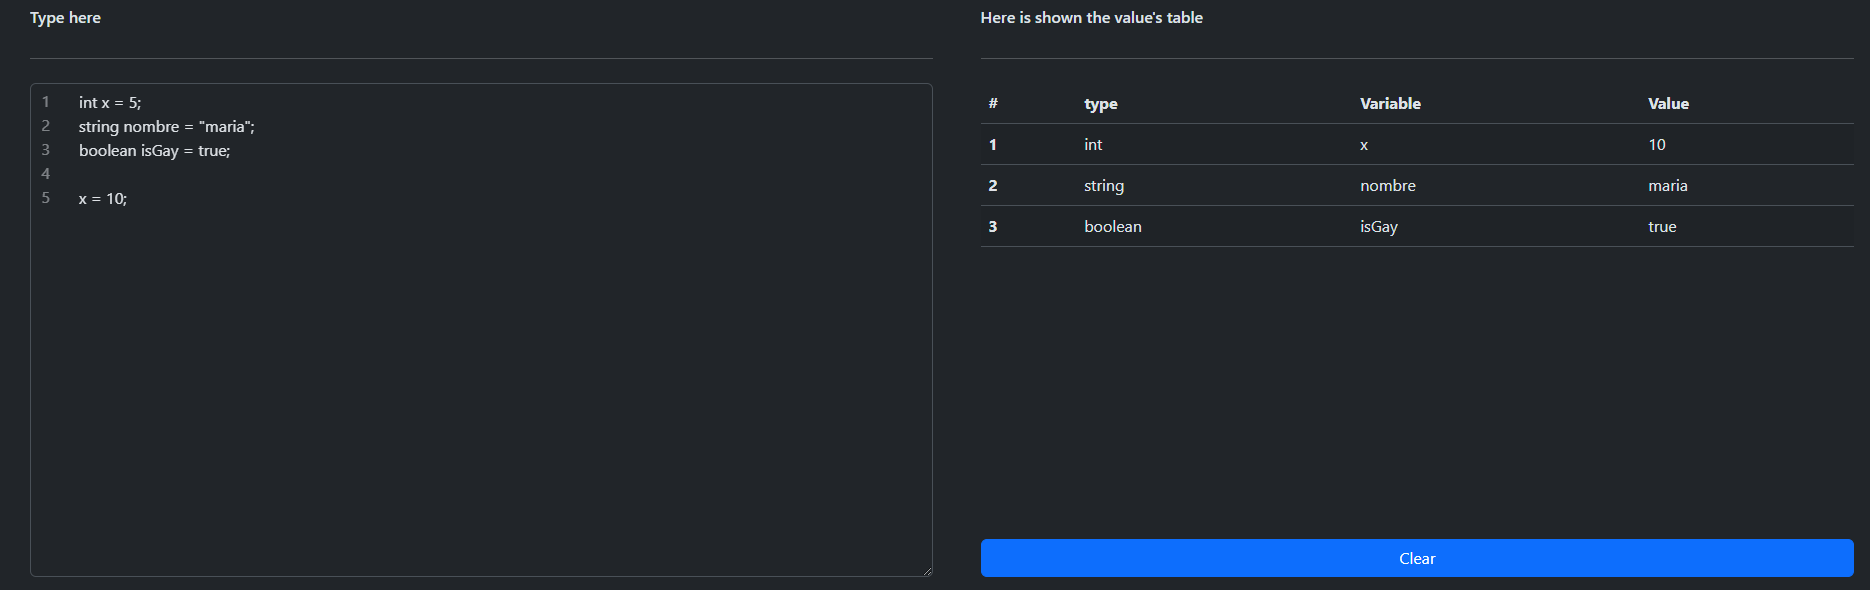 Type here
1 int x = 5;
2 string nombre = "maria";
3 boolean isGay = true;
4
5 x = 10;
Here is shown the value's table
# type Variable Value
1 int x 10
2 string nombre maria
3 boolean isGay true
Clear